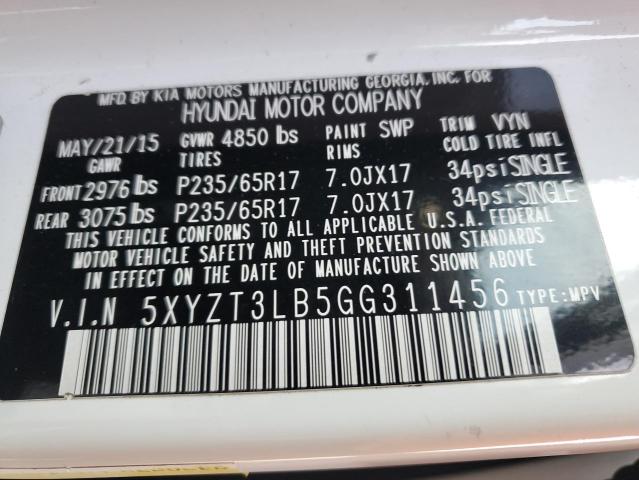 MFD. BY KIA MOTORS MANUFACTURING GEORGIA, INC. FOR
HYUNDAI MOTOR COMPANY
MAY/21/15 GVWR 4850 lbs PAINT SWP TRIM VYN
GAWR TIRES RIMS COLD TIRE INFL
FRONT 2976 lbs P235/65R17 7.0JX17 34psi SINGLE
REAR 3075 lbs P235/65R17 7.0JX17 34psi SINGLE
THIS VEHICLE CONFORMS TO ALL APPLICABLE U.S.A. FEDERAL
MOTOR VEHICLE SAFETY AND THEFT PREVENTION STANDARDS
IN EFFECT ON THE DATE OF MANUFACTURE SHOWN ABOVE
V.I.N 5XYZT3LB5GG311456 TYPE:MPV